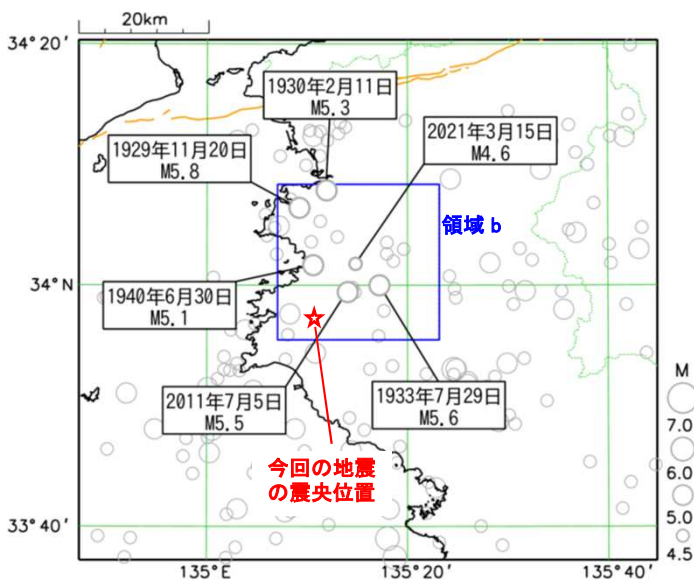 20km
34°20′
1930年2月11日
M5.3
2021年3月15日
M4.6
1929年11月20日
M5.8
領域 b
34°N
1940年6月30日
M5.1
2011年7月5日
M5.5
1933年7月29日
M5.6
今回の地震
の震央位置
M
7.0
6.0
5.0
4.5
33°40′
135°E
135°20′
135°40′